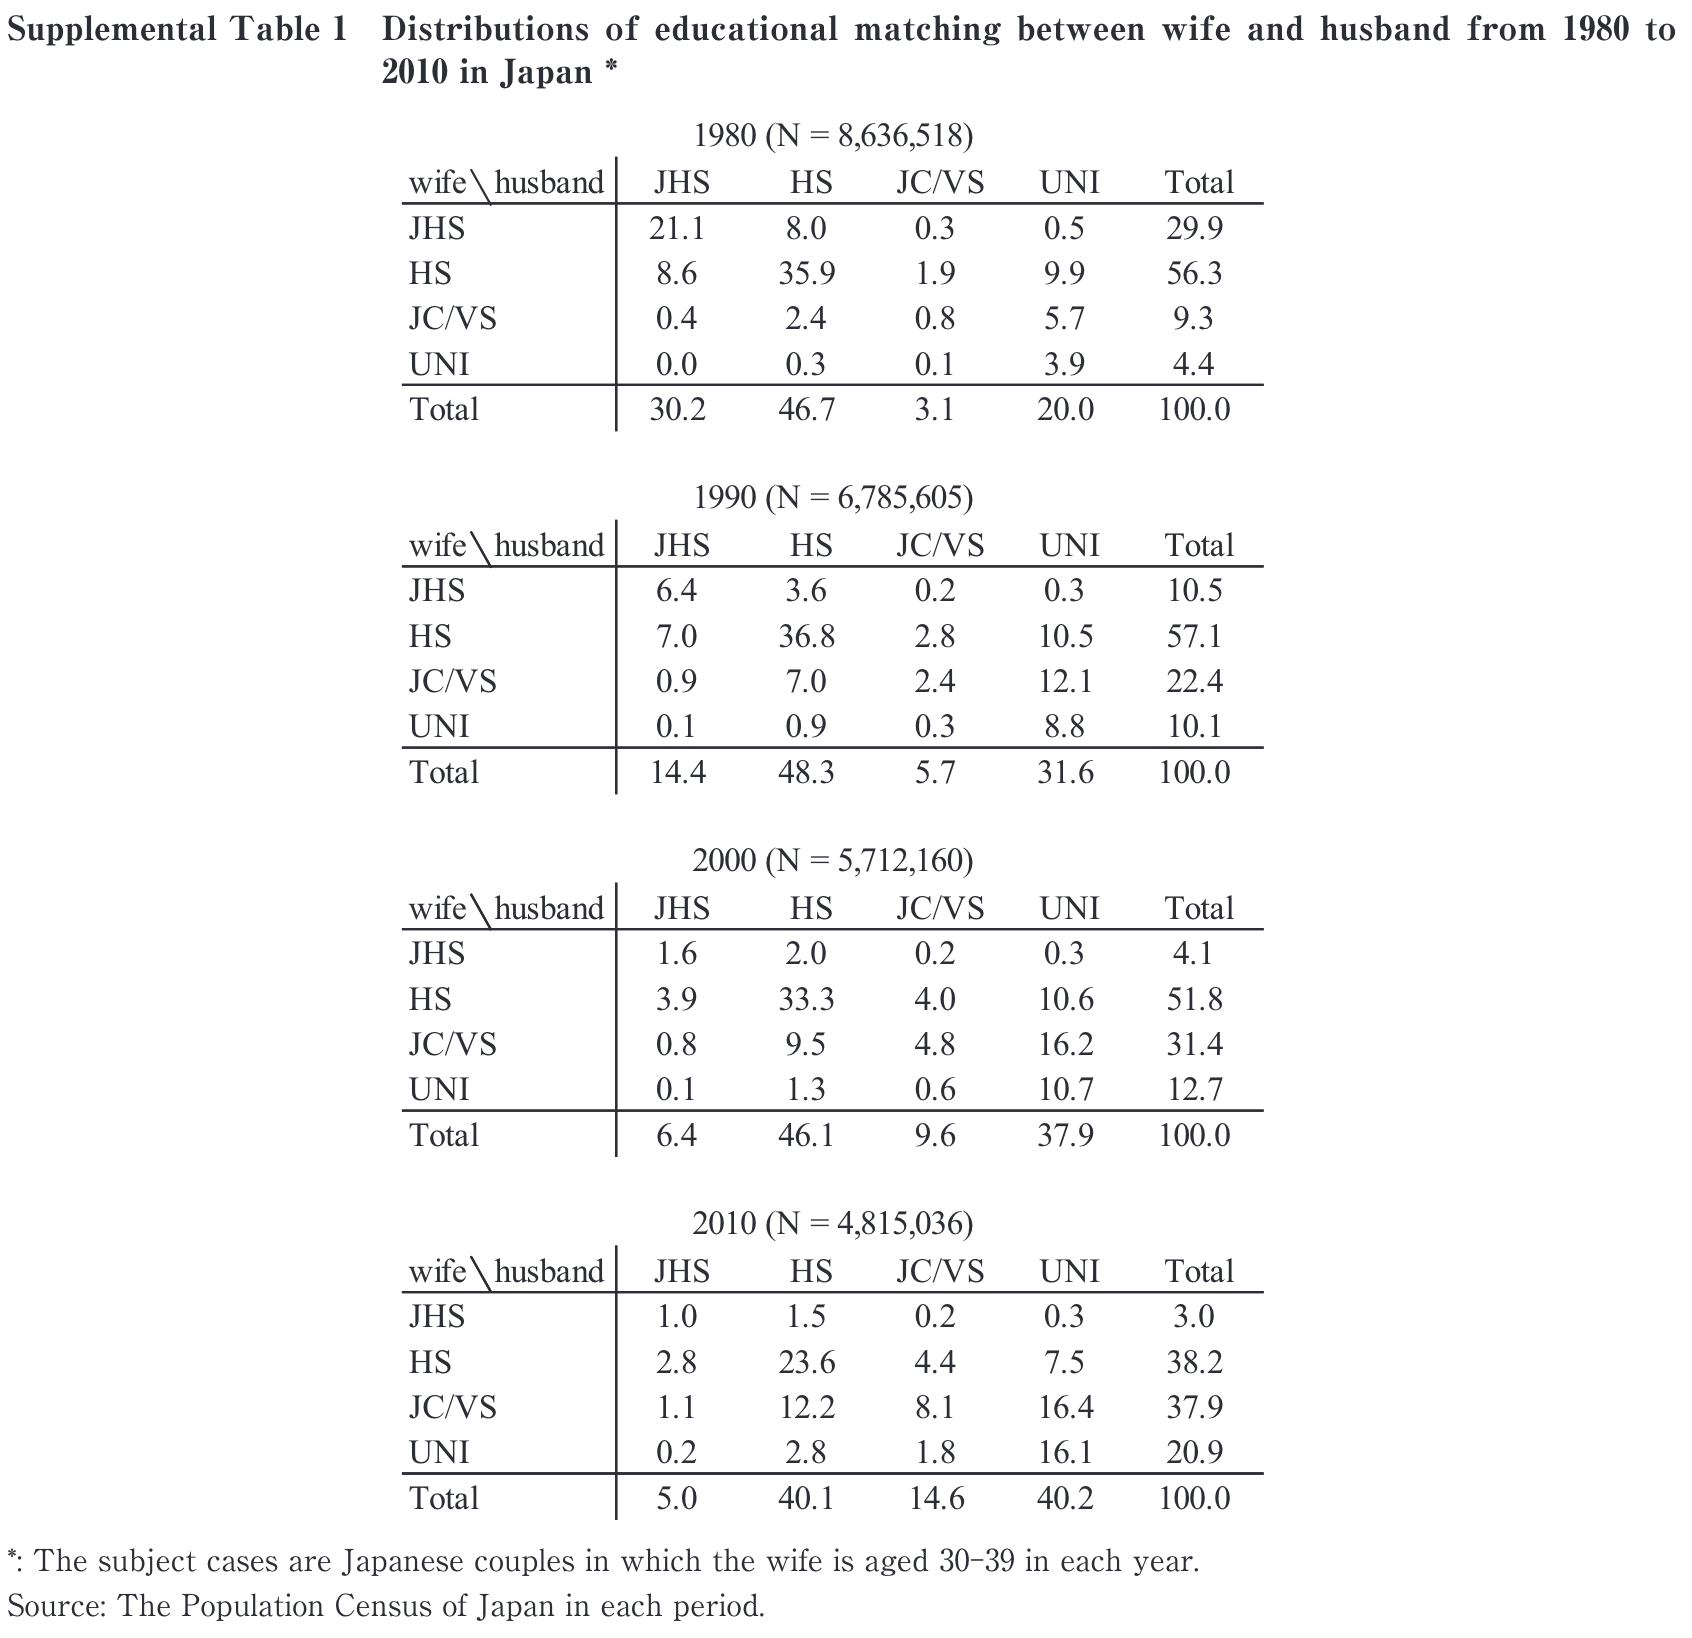 Supplemental Table 1 Distributions of educational matching between wife and husband from 1980 to
2010 in Japan *
1980 (N = 8,636,518)
wife\husband JHS HS JC/VS UNI Total
JHS 21.1 8.0 0.3 0.5 29.9
HS 8.6 35.9 1.9 9.9 56.3
JC/VS 0.4 2.4 0.8 5.7 9.3
UNI 0.0 0.3 0.1 3.9 4.4
Total 30.2 46.7 3.1 20.0 100.0
1990 (N = 6,785,605)
wife\husband JHS HS JC/VS UNI Total
JHS 6.4 3.6 0.2 0.3 10.5
HS 7.0 36.8 2.8 10.5 57.1
JC/VS 0.9 7.0 2.4 12.1 22.4
UNI 0.1 0.9 0.3 8.8 10.1
Total 14.4 48.3 5.7 31.6 100.0
2000 (N = 5,712,160)
wife\husband JHS HS JC/VS UNI Total
JHS 1.6 2.0 0.2 0.3 4.1
HS 3.9 33.3 4.0 10.6 51.8
JC/VS 0.8 9.5 4.8 16.2 31.4
UNI 0.1 1.3 0.6 10.7 12.7
Total 6.4 46.1 9.6 37.9 100.0
2010 (N = 4,815,036)
wife\husband JHS HS JC/VS UNI Total
JHS 1.0 1.5 0.2 0.3 3.0
HS 2.8 23.6 4.4 7.5 38.2
JC/VS 1.1 12.2 8.1 16.4 37.9
UNI 0.2 2.8 1.8 16.1 20.9
Total 5.0 40.1 14.6 40.2 100.0
*: The subject cases are Japanese couples in which the wife is aged 30−39 in each year.
Source: The Population Census of Japan in each period.